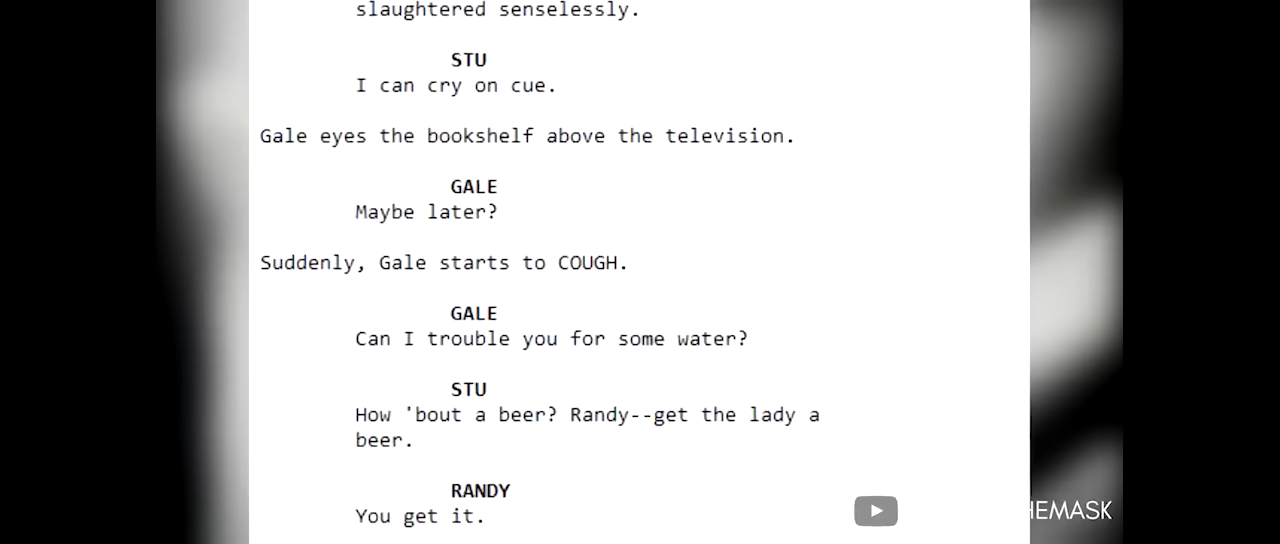 slaughtered senselessly.
STU
I can cry on cue.
Gale eyes the bookshelf above the television.
GALE
Maybe later?
Suddenly, Gale starts to COUGH.
GALE
Can I trouble you for some water?
STU
How 'bout a beer? Randy--get the lady a
beer.
RANDY
You get it.
HEMASK